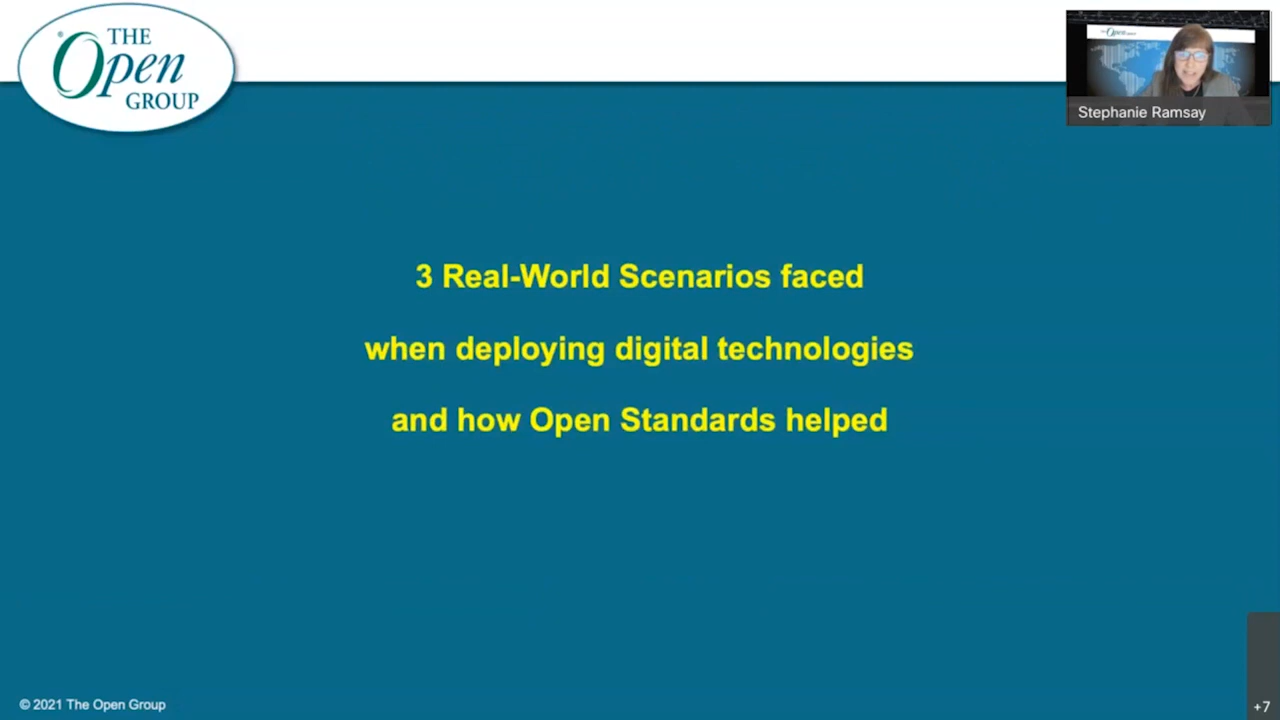 THE
Open
GROUP
Stephanie Ramsay
3 Real-World Scenarios faced
when deploying digital technologies
and how Open Standards helped
© 2021 The Open Group
+7